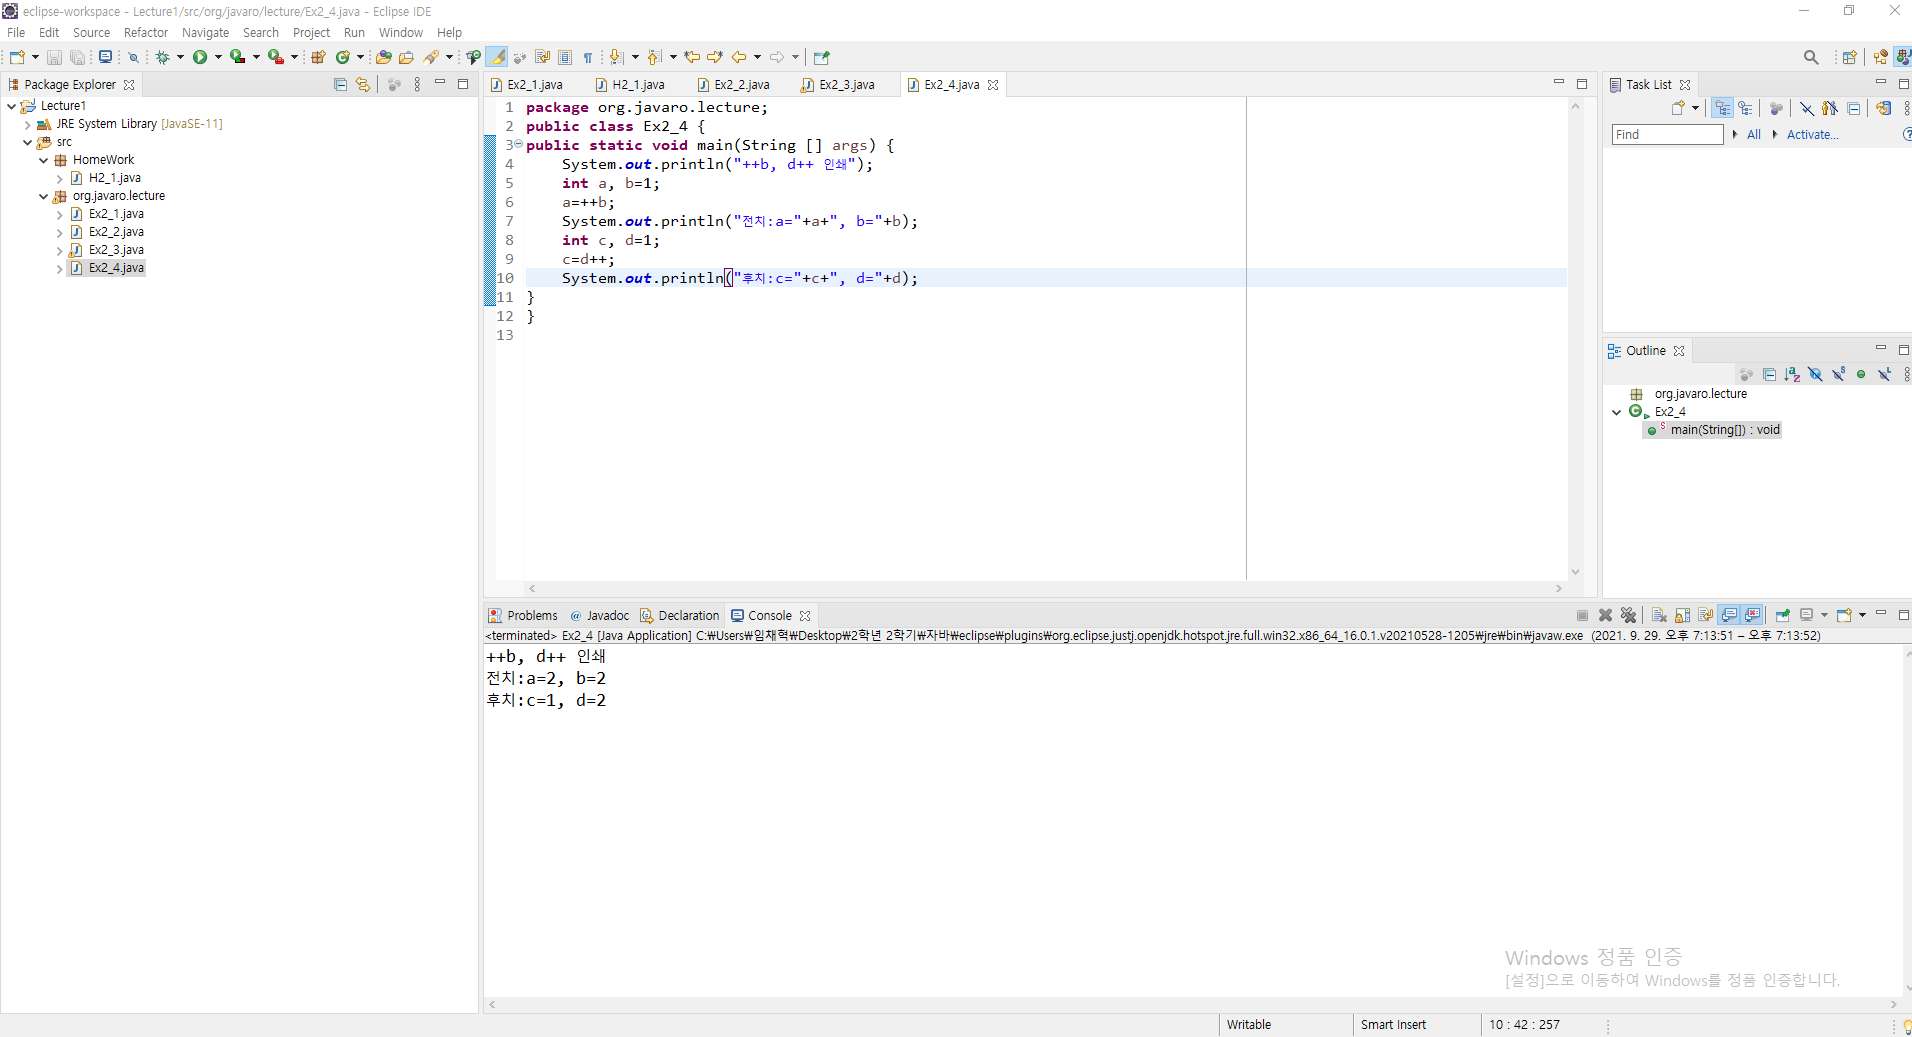 eclipse-workspace - Lecture1/src/org/javaro/lecture/Ex2_4.java - Eclipse IDE
File Edit Source Refactor Navigate Search Project Run Window Help
Package Explorer
Lecture1
JRE System Library [JavaSE-11]
src
HomeWork
H2_1.java
org.javaro.lecture
Ex2_1.java
Ex2_2.java
Ex2_3.java
Ex2_4.java
Ex2_1.java H2_1.java Ex2_2.java Ex2_3.java Ex2_4.java
1 package org.javaro.lecture;
2 public class Ex2_4 {
3 public static void main(String [] args) {
4 System.out.println("++b, d++ 인쇄");
5 int a, b=1;
6 a=++b;
7 System.out.println("전치:a="+a+", b="+b);
8 int c, d=1;
9 c=d++;
10 System.out.println("후치:c="+c+", d="+d);
11 }
12 }
13
Task List
Find All Activate...
Outline
org.javaro.lecture
Ex2_4
main(String[]) : void
Problems Javadoc Declaration Console
<terminated> Ex2_4 [Java Application] C:₩Users₩임채혁₩Desktop₩2학년 2학기₩자바₩eclipse₩plugins₩org.eclipse.justj.openjdk.hotspot.jre.full.win32.x86_64_16.0.1.v20210528-1205₩jre₩bin₩javaw.exe (2021. 9. 29. 오후 7:13:51 – 오후 7:13:52)
++b, d++ 인쇄
전치:a=2, b=2
후치:c=1, d=2
Windows 정품 인증
[설정]으로 이동하여 Windows를 정품 인증합니다.
Writable Smart Insert 10 : 42 : 257